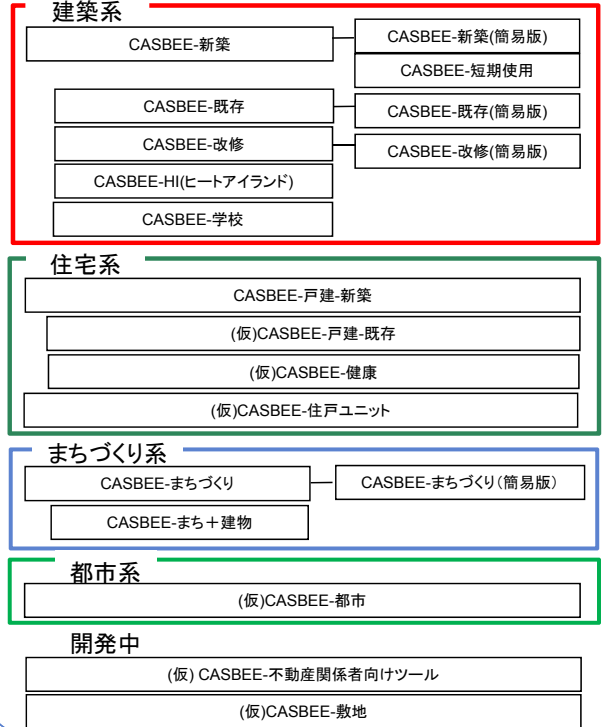 建築系
CASBEE-新築
CASBEE-新築(簡易版)
CASBEE-短期使用
CASBEE-既存
CASBEE-既存(簡易版)
CASBEE-改修
CASBEE-改修(簡易版)
CASBEE-HI(ヒートアイランド)
CASBEE-学校
住宅系
CASBEE-戸建-新築
(仮)CASBEE-戸建-既存
(仮)CASBEE-健康
(仮)CASBEE-住戸ユニット
まちづくり系
CASBEE-まちづくり
CASBEE-まちづくり（簡易版）
CASBEE-まち＋建物
都市系
(仮)CASBEE-都市
開発中
(仮) CASBEE-不動産関係者向けツール
(仮)CASBEE-敷地